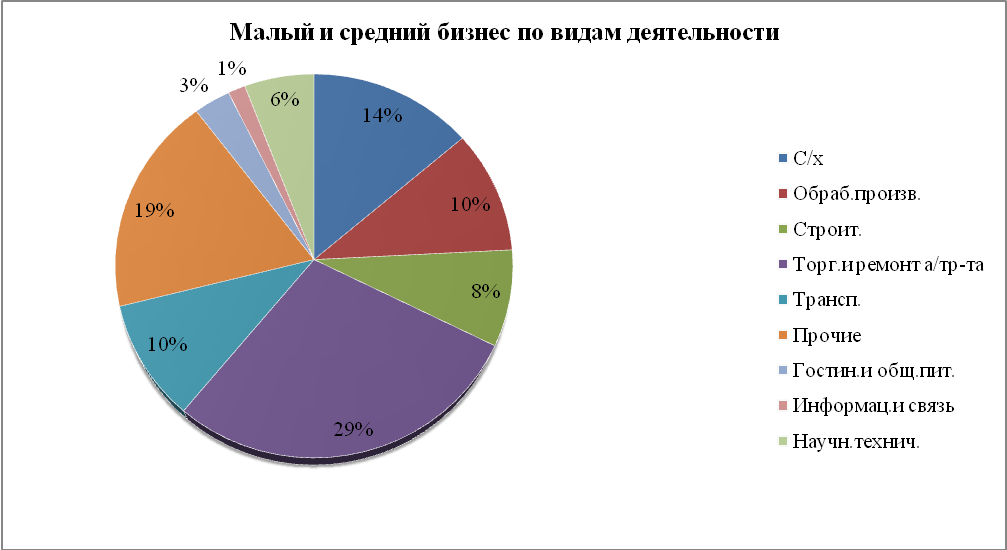 Малый и средний бизнес по видам деятельности
1%
3%
6%
14%
10%
19%
8%
10%
29%
С/х
Обраб.произв.
Строит.
Торг.и ремонт а/тр-та
Трансп.
Прочие
Гостин.и общ.пит.
Информац.и связь
Научн.технич.